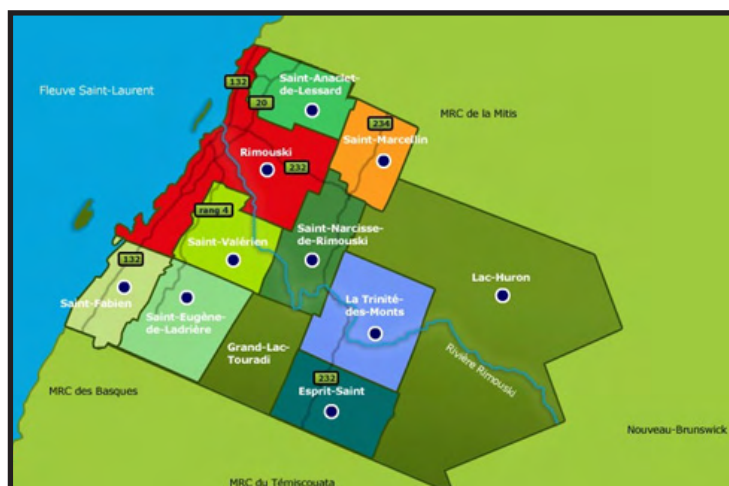 Fleuve Saint-Laurent
132
20
Saint-Anaclet-
de-Lessard
MRC de la Mitis
234
Saint-Marcellin
Rimouski
232
rang 4
Saint-Narcisse-
de-Rimouski
Saint-Valérien
132
Saint-Fabien
Saint-Eugène-
de-Ladrière
Lac-Huron
La Trinité-
des-Monts
Grand-Lac-
Touradi
Rivière Rimouski
232
Esprit-Saint
MRC des Basques
Nouveau-Brunswick
MRC du Témiscouata